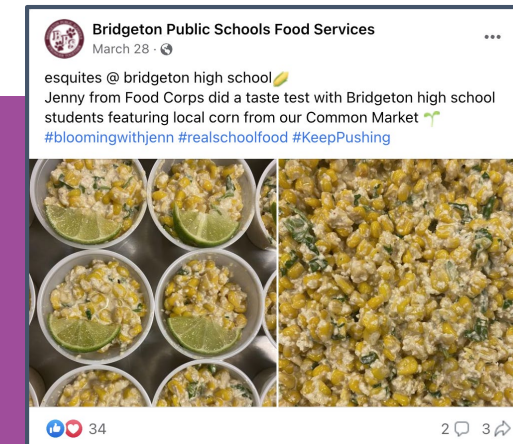 Bridgeton Public Schools Food Services
March 28 ·
esquites @ bridgeton high school🌽
Jenny from Food Corps did a taste test with Bridgeton high school
students featuring local corn from our Common Market 🌱
#bloomingwithjenn #realschoolfood #KeepPushing
34
2
3